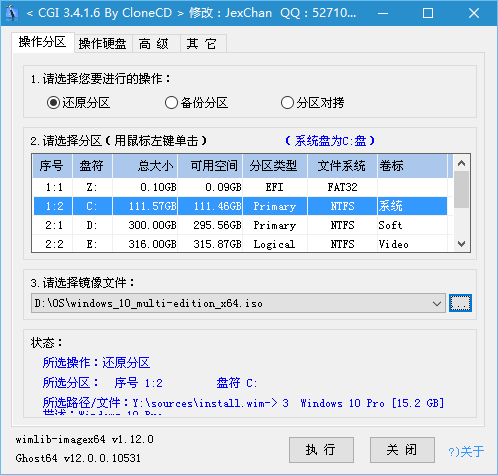 < CGI 3.4.1.6 By CloneCD > 修改：JexChan QQ：52710...
操作分区 操作硬盘 高 级 其 它
1.请选择您要进行的操作：
还原分区 备份分区 分区对拷
2.请选择分区(用鼠标左键单击) (系统盘为C:盘)
序号 盘符 总大小 可用空间 分区类型 文件系统 卷标
1:1 Z: 0.10GB 0.09GB EFI FAT32
1:2 C: 111.57GB 111.46GB Primary NTFS 系统
2:1 D: 300.00GB 295.56GB Primary NTFS Soft
2:2 E: 316.00GB 315.87GB Logical NTFS Video
3.请选择镜像文件：
D:\OS\windows_10_multi-edition_x64.iso ...
状态：
所选操作：还原分区
所选分区： 序号 1:2 盘符 C:
所选路径/文件：Y:\sources\install.wim-> 3 Windows 10 Pro [15.2 GB]
描述：Windows 10 Pro
wimlib-imagex64 v1.12.0
Ghost64 v12.0.0.10531
执 行 关 闭 ?)关于